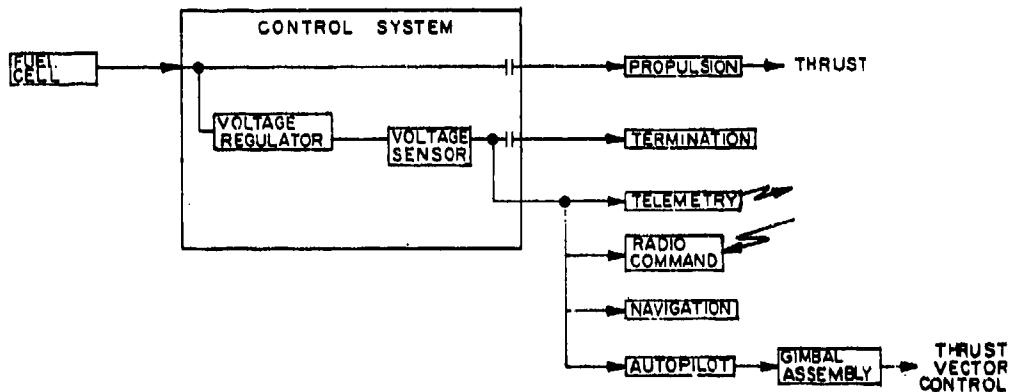 CONTROL SYSTEM
FUEL
CELL
PROPULSION
THRUST
VOLTAGE
REGULATOR
VOLTAGE
SENSOR
TERMINATION
TELEMETRY
RADIO
COMMAND
NAVIGATION
AUTOPILOT
GIMBAL
ASSEMBLY
THRUST
VECTOR
CONTROL